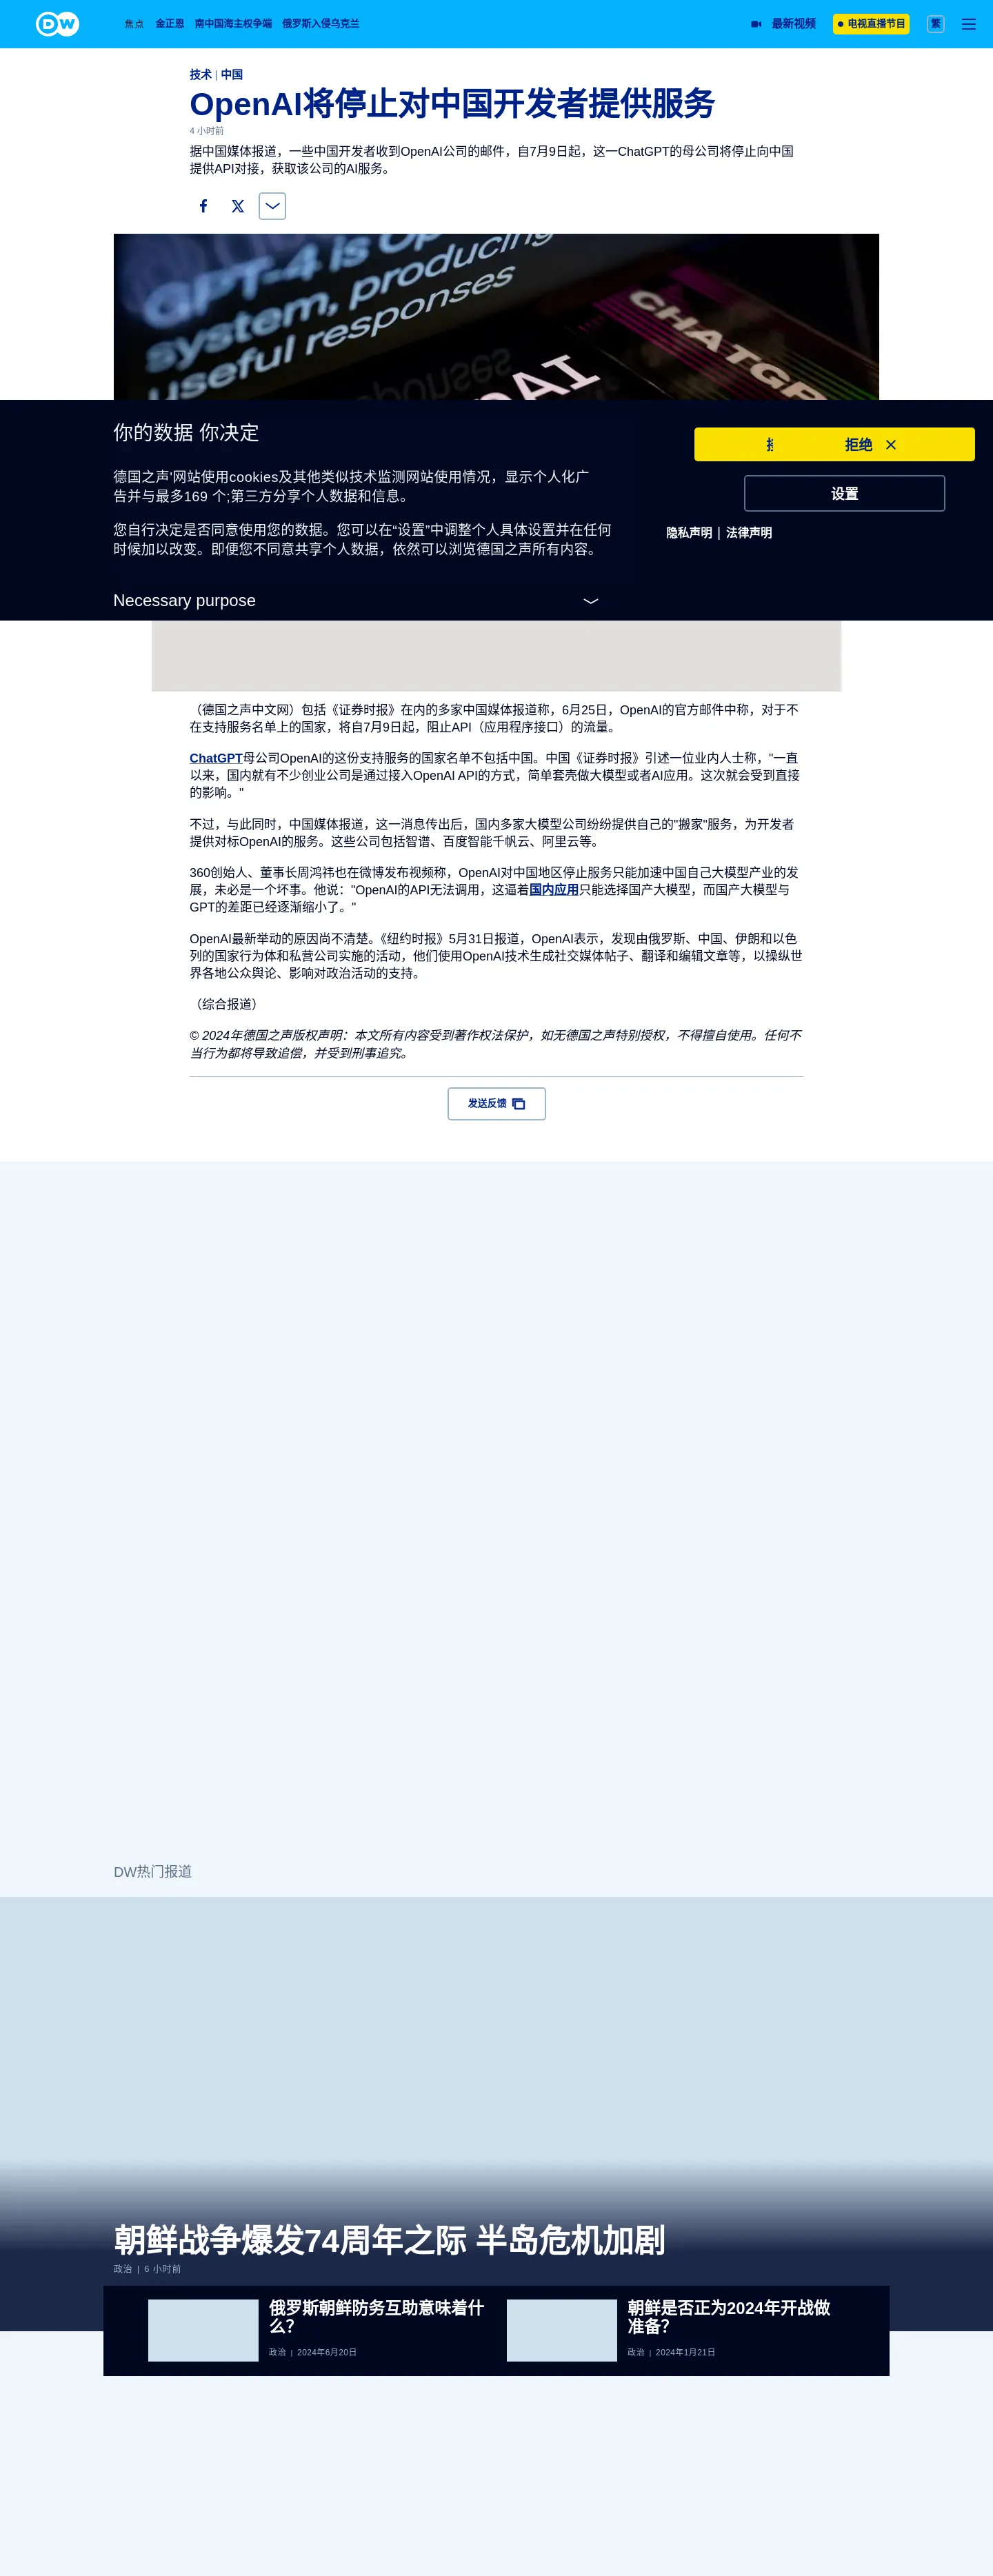 DW
焦点 金正恩 南中国海主权争端 俄罗斯入侵乌克兰 最新视频 电视直播节目 繁
技术 | 中国
OpenAI将停止对中国开发者提供服务
4 小时前
据中国媒体报道，一些中国开发者收到OpenAI公司的邮件，自7月9日起，这一ChatGPT的母公司将停止向中国
提供API对接，获取该公司的AI服务。
GPT-4 is Op
system, producing
useful responses
CHATGP
OAI
你的数据 你决定
德国之声'网站使用cookies及其他类似技术监测网站使用情况，显示个人化广
告并与最多169 个;第三方分享个人数据和信息。
您自行决定是否同意使用您的数据。您可以在“设置”中调整个人具体设置并在任何
时候加以改变。即便您不同意共享个人数据，依然可以浏览德国之声所有内容。
拒绝
设置
隐私声明 | 法律声明
Necessary purpose
（德国之声中文网）包括《证券时报》在内的多家中国媒体报道称，6月25日，OpenAI的官方邮件中称，对于不
在支持服务名单上的国家，将自7月9日起，阻止API（应用程序接口）的流量。
ChatGPT母公司OpenAI的这份支持服务的国家名单不包括中国。中国《证券时报》引述一位业内人士称，"一直
以来，国内就有不少创业公司是通过接入OpenAI API的方式，简单套壳做大模型或者AI应用。这次就会受到直接
的影响。"
不过，与此同时，中国媒体报道，这一消息传出后，国内多家大模型公司纷纷提供自己的"搬家"服务，为开发者
提供对标OpenAI的服务。这些公司包括智谱、百度智能千帆云、阿里云等。
360创始人、董事长周鸿祎也在微博发布视频称，OpenAI对中国地区停止服务只能加速中国自己大模型产业的发
展，未必是一个坏事。他说："OpenAI的API无法调用，这逼着国内应用只能选择国产大模型，而国产大模型与
GPT的差距已经逐渐缩小了。"
OpenAI最新举动的原因尚不清楚。《纽约时报》5月31日报道，OpenAI表示，发现由俄罗斯、中国、伊朗和以色
列的国家行为体和私营公司实施的活动，他们使用OpenAI技术生成社交媒体帖子、翻译和编辑文章等，以操纵世
界各地公众舆论、影响对政治活动的支持。
（综合报道）
© 2024年德国之声版权声明：本文所有内容受到著作权法保护，如无德国之声特别授权，不得擅自使用。任何不
当行为都将导致追偿，并受到刑事追究。
发送反馈
DW热门报道
朝鲜战争爆发74周年之际 半岛危机加剧
政治 | 6 小时前
俄罗斯朝鲜防务互助意味着什
么？
政治 | 2024年6月20日
朝鲜是否正为2024年开战做
准备？
政治 | 2024年1月21日